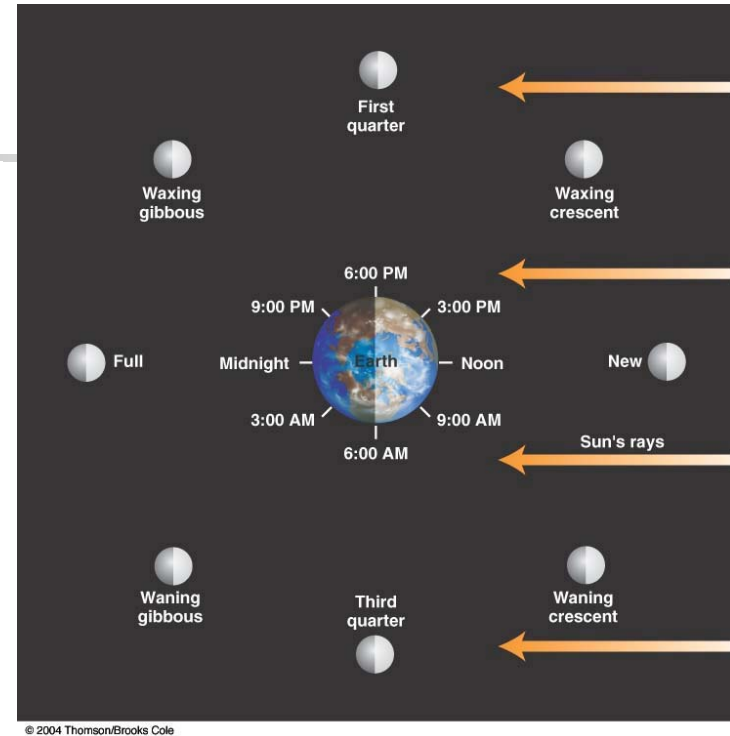 First
quarter
Waxing
gibbous
Waxing
crescent
6:00 PM
9:00 PM
3:00 PM
Full
Midnight
Earth
Noon
New
3:00 AM
9:00 AM
6:00 AM
Sun's rays
Waning
gibbous
Third
quarter
Waning
crescent
© 2004 Thomson/Brooks Cole